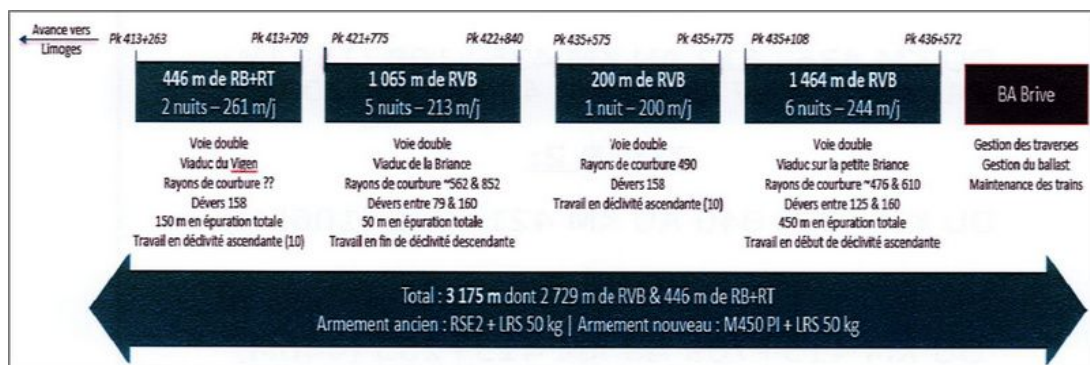 Avance vers
Limoges
Pk 413+263
Pk 413+709
Pk 421+775
Pk 422+840
Pk 435+575
Pk 435+775
Pk 435+108
Pk 436+572
446 m de RB+RT
2 nuits – 261 m/j
1 065 m de RVB
5 nuits – 213 m/j
200 m de RVB
1 nuit – 200 m/j
1 464 m de RVB
6 nuits – 244 m/j
BA Brive
Voie double
Viaduc du Vigen
Rayons de courbure ??
Dévers 158
150 m en épuration totale
Travail en déclivité ascendante (10)
Voie double
Viaduc de la Briance
Rayons de courbure ~562 & 852
Dévers entre 79 & 160
50 m en épuration totale
Travail en fin de déclivité descendante
Voie double
Rayons de courbure 490
Dévers 158
Travail en déclivité ascendante (10)
Voie double
Viaduc sur la petite Briance
Rayons de courbure ~476 & 610
Dévers entre 125 & 160
450 m en épuration totale
Travail en début de déclivité ascendante
Gestion des traverses
Gestion du ballast
Maintenance des trains
Total : 3 175 m dont 2 729 m de RVB & 446 m de RB+RT
Armement ancien : RSE2 + LRS 50 kg | Armement nouveau : M450 PI + LRS 50 kg